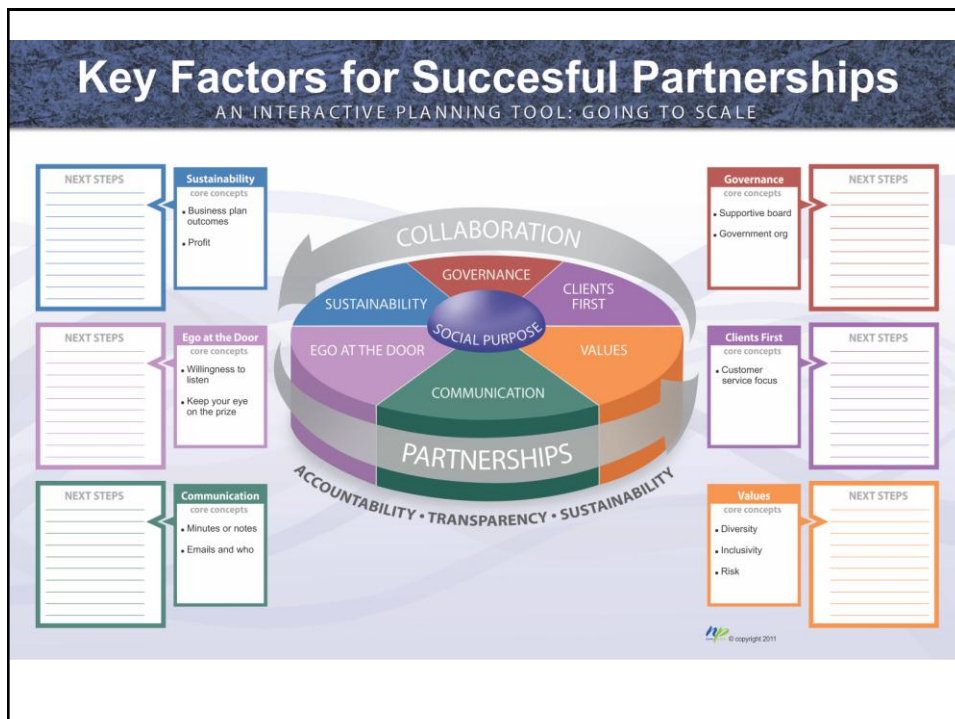 Key Factors for Succesful Partnerships
AN INTERACTIVE PLANNING TOOL: GOING TO SCALE
NEXT STEPS
Sustainability
core concepts
• Business plan
outcomes
• Profit
NEXT STEPS
Ego at the Door
core concepts
• Willingness to
listen
• Keep your eye
on the prize
NEXT STEPS
Communication
core concepts
• Minutes or notes
• Emails and who
COLLABORATION
GOVERNANCE
CLIENTS
FIRST
SUSTAINABILITY
SOCIAL PURPOSE
EGO AT THE DOOR
VALUES
COMMUNICATION
PARTNERSHIPS
ACCOUNTABILITY • TRANSPARENCY • SUSTAINABILITY
Governance
core concepts
• Supportive board
• Government org
NEXT STEPS
Clients First
core concepts
• Customer
service focus
NEXT STEPS
Values
core concepts
• Diversity
• Inclusivity
• Risk
NEXT STEPS
np
© copyright 2011